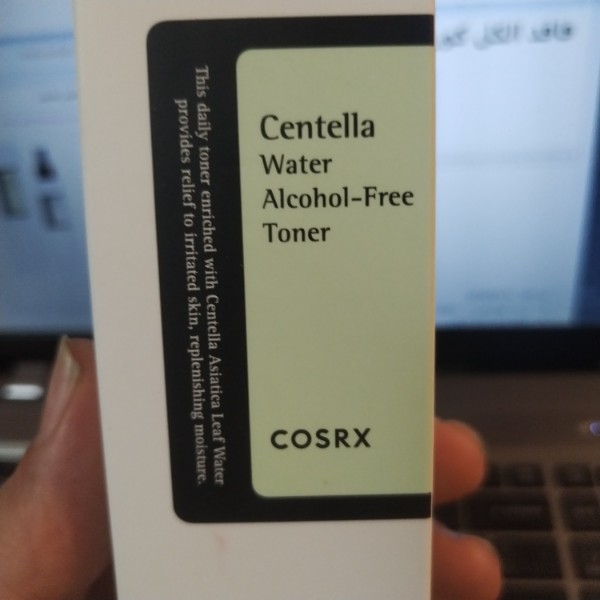 Centella
Water
Alcohol-Free
Toner
COSRX
This daily toner enriched with Centella Asiatica Leaf Water
provides relief to irritated skin, replenishing moisture.